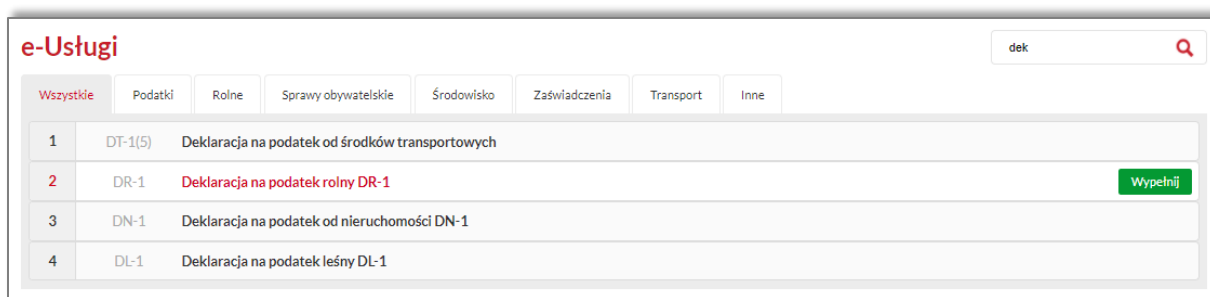 e-Usługi
dek
Wszystkie Podatki Rolne Sprawy obywatelskie Środowisko Zaświadczenia Transport Inne
1 DT-1(5) Deklaracja na podatek od środków transportowych
2 DR-1 Deklaracja na podatek rolny DR-1 Wypełnij
3 DN-1 Deklaracja na podatek od nieruchomości DN-1
4 DL-1 Deklaracja na podatek leśny DL-1